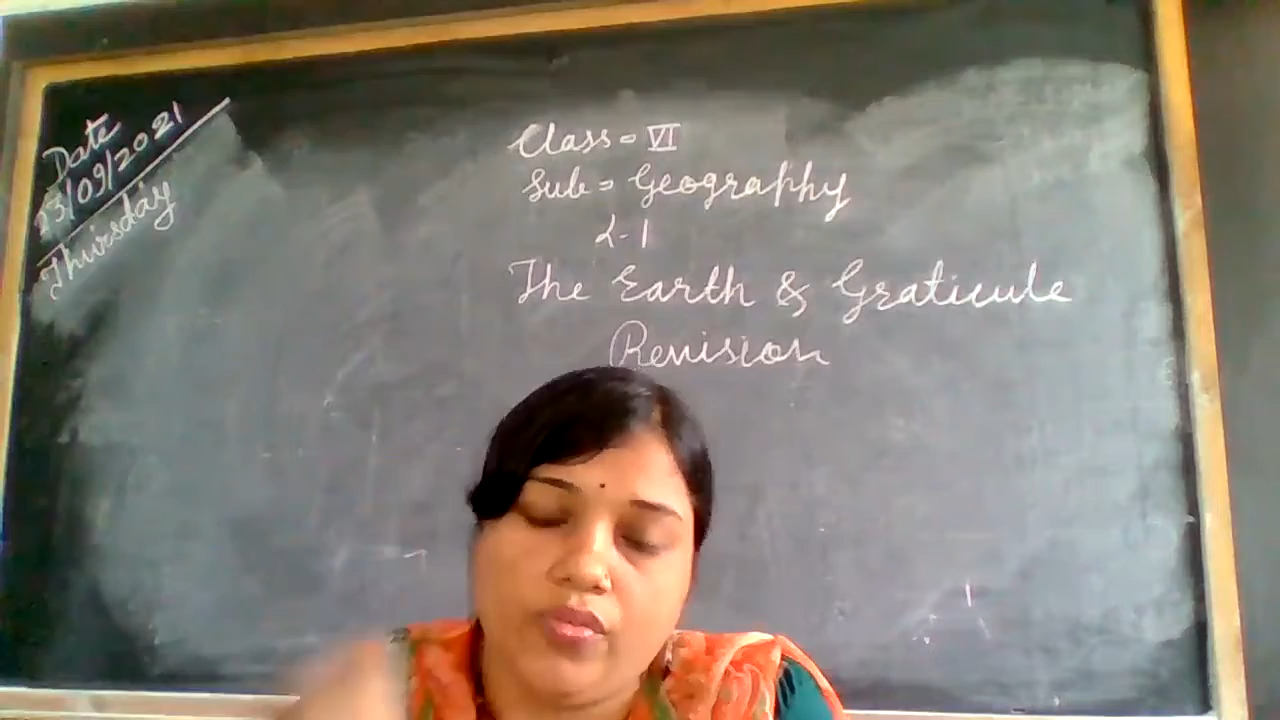 Date
23/09/2021
Thursday
Class = VI
Sub = Geography
L-1
The Earth & Graticule
Revision